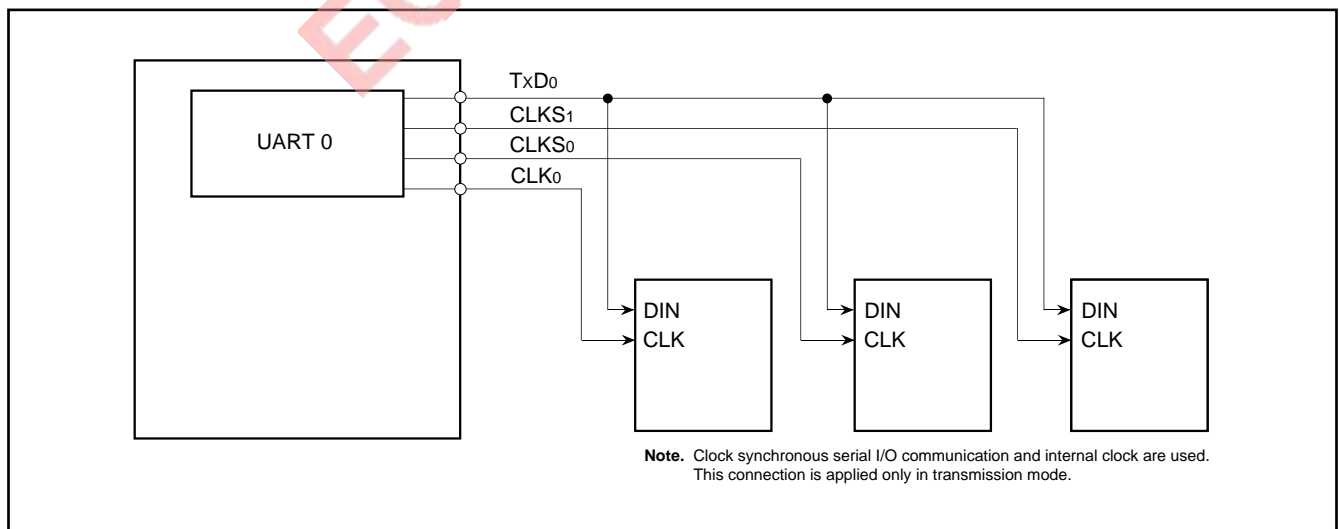 TxD0
CLKS1
CLKS0
CLK0
UART 0
DIN
CLK
DIN
CLK
DIN
CLK
Note. Clock synchronous serial I/O communication and internal clock are used.
This connection is applied only in transmission mode.